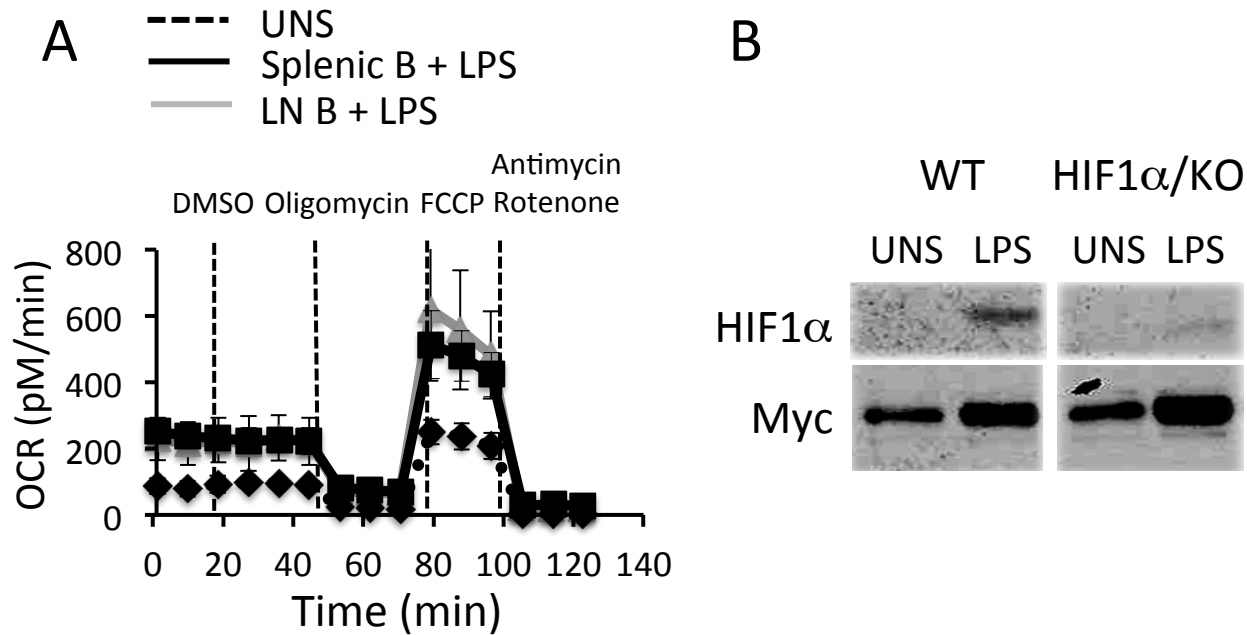 A
UNS
Splenic B + LPS
LN B + LPS
DMSO Oligomycin FCCP Antimycin
Rotenone
OCR (pM/min)
800
600
400
200
0
0 20 40 60 80 100 120 140
Time (min)
B
WT HIF1α/KO
UNS LPS UNS LPS
HIF1α
Myc